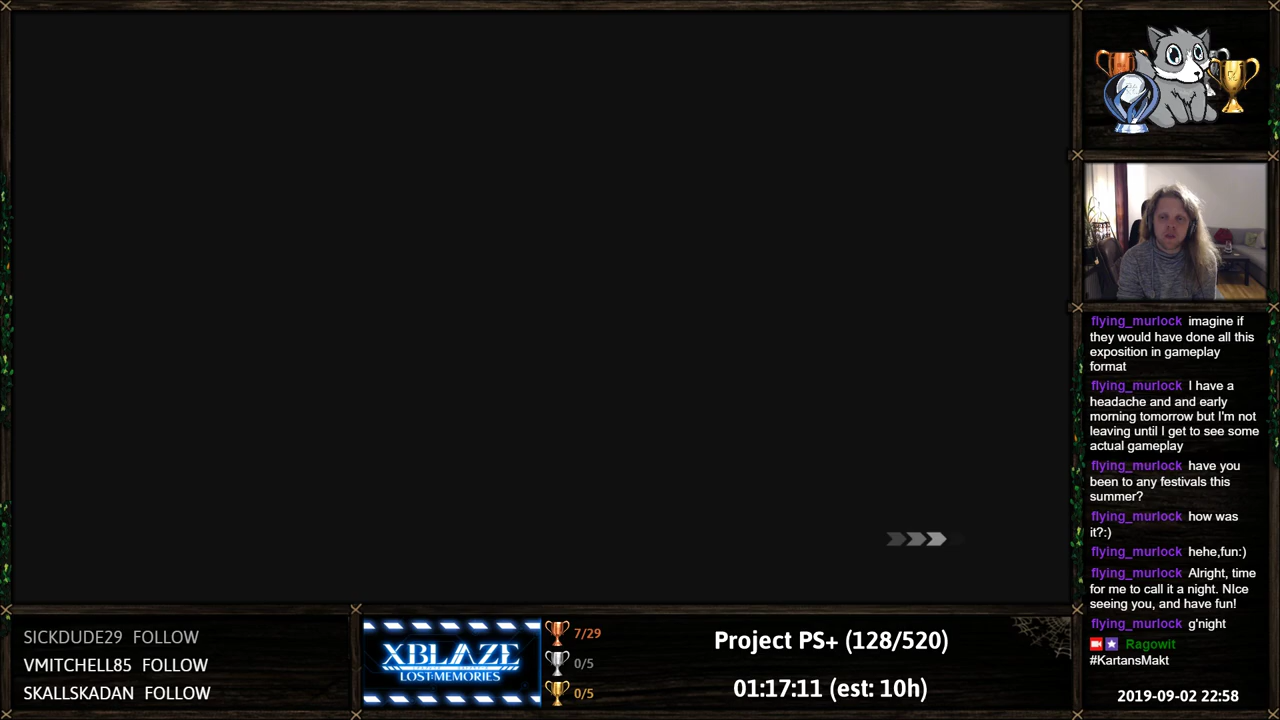 flying_murlock imagine if
they would have done all this
exposition in gameplay
format
flying_murlock I have a
headache and and early
morning tomorrow but I'm not
leaving until I get to see some
actual gameplay
flying_murlock have you
been to any festivals this
summer?
flying_murlock how was
it?:)
flying_murlock hehe,fun:)
flying_murlock Alright, time
for me to call it a night. NIce
seeing you, and have fun!
flying_murlock g'night
Ragowit
#KartansMakt
2019-09-02 22:58
SICKDUDE29 FOLLOW
VMITCHELL85 FOLLOW
SKALLSKADAN FOLLOW
XBLAZE
LOST:MEMORIES
7/29
0/5
0/5
Project PS+ (128/520)
01:17:11 (est: 10h)